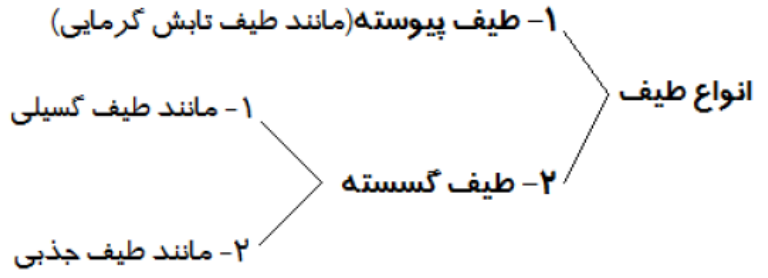 انواع طیف
۱- طیف پیوسته(مانند طیف تابش گرمایی)
۲- طیف گسسته
۱- مانند طیف گسیلی
۲- مانند طیف جذبی